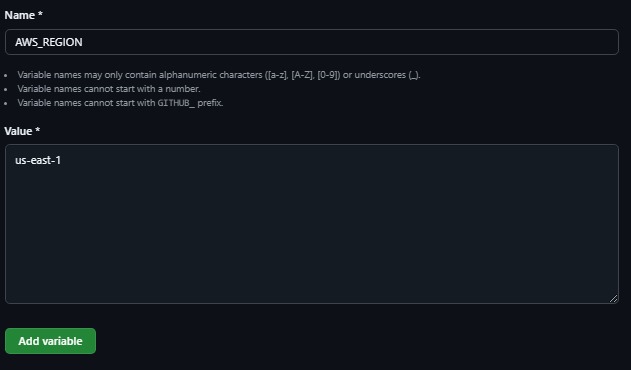 Name *
AWS_REGION
• Variable names may only contain alphanumeric characters ([a-z], [A-Z], [0-9]) or underscores (_).
• Variable names cannot start with a number.
• Variable names cannot start with GITHUB_ prefix.
Value *
us-east-1
Add variable